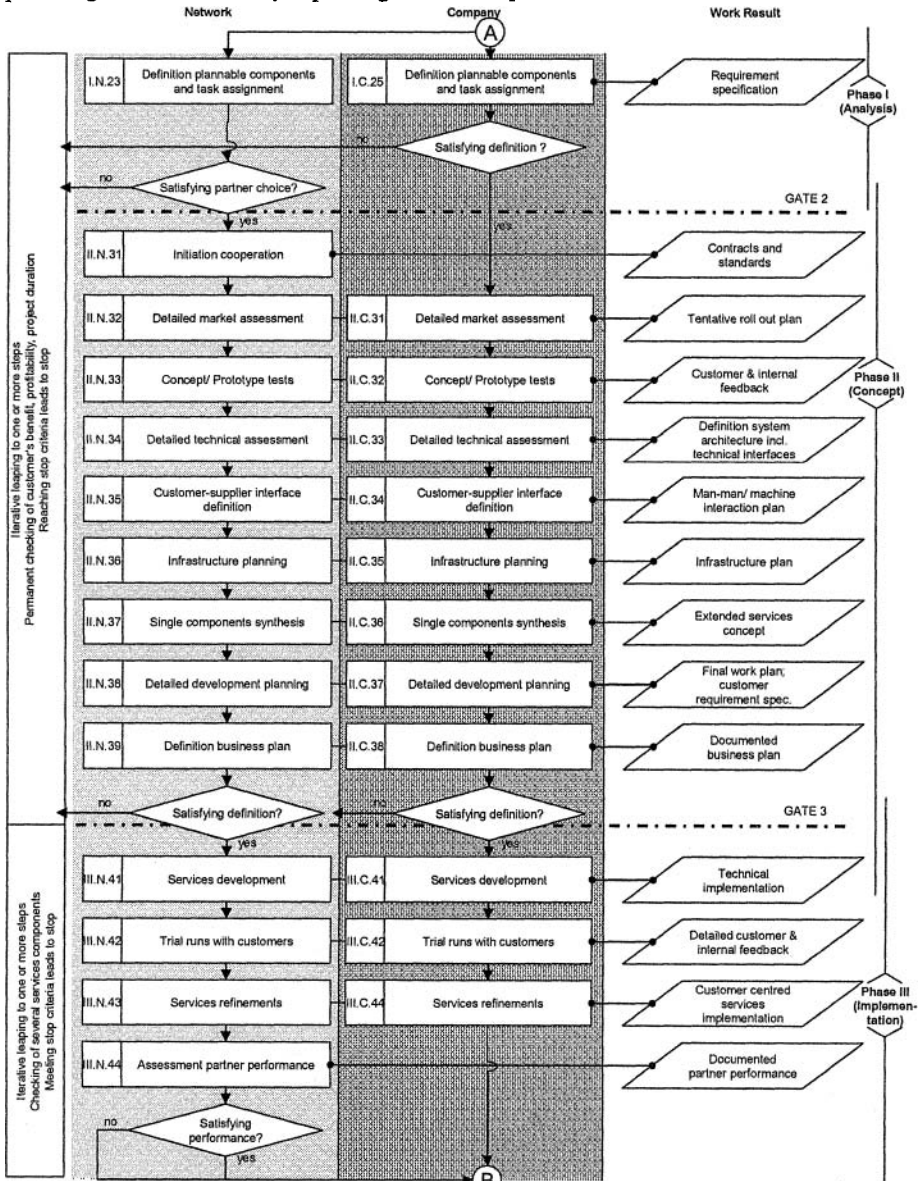 Network
Company
Work Result
A
I.N.23
Definition plannable components
and task assignment
I.C.25
Definition plannable components
and task assignment
Requirement
specification
Phase I
(Analysis)
no
Satisfying definition ?
no
Satisfying partner choice?
GATE 2
yes
yes
II.N.31
Initiation cooperation
Contracts and
standards
II.N.32
Detailed market assessment
II.C.31
Detailed market assessment
Tentative roll out plan
II.N.33
Concept/ Prototype tests
II.C.32
Concept/ Prototype tests
Customer & internal
feedback
Phase II
(Concept)
II.N.34
Detailed technical assessment
II.C.33
Detailed technical assessment
Definition system
architecture incl.
technical interfaces
II.N.35
Customer-supplier interface
definition
II.C.34
Customer-supplier interface
definition
Man-man/ machine
interaction plan
II.N.36
Infrastructure planning
II.C.35
Infrastructure planning
Infrastructure plan
II.N.37
Single components synthesis
II.C.36
Single components synthesis
Extended services
concept
II.N.38
Detailed development planning
II.C.37
Detailed development planning
Final work plan;
customer
requirement spec.
II.N.39
Definition business plan
II.C.38
Definition business plan
Documented
business plan
no
Satisfying definition?
no
Satisfying definition?
GATE 3
yes
yes
III.N.41
Services development
III.C.41
Services development
Technical
implementation
III.N.42
Trial runs with customers
III.C.42
Trial runs with customers
Detailed customer &
internal feedback
III.N.43
Services refinements
III.C.44
Services refinements
Customer centred
services
implementation
Phase III
(Implemen-
tation)
III.N.44
Assessment partner performance
Documented
partner performance
no
Satisfying
performance?
yes
B
Iterative leaping to one or more steps
Permanent checking of customer's benefit, profitability, project duration
Reaching stop criteria leads to stop
Iterative leaping to one or more steps
Checking of several services components
Meeting stop criteria leads to stop